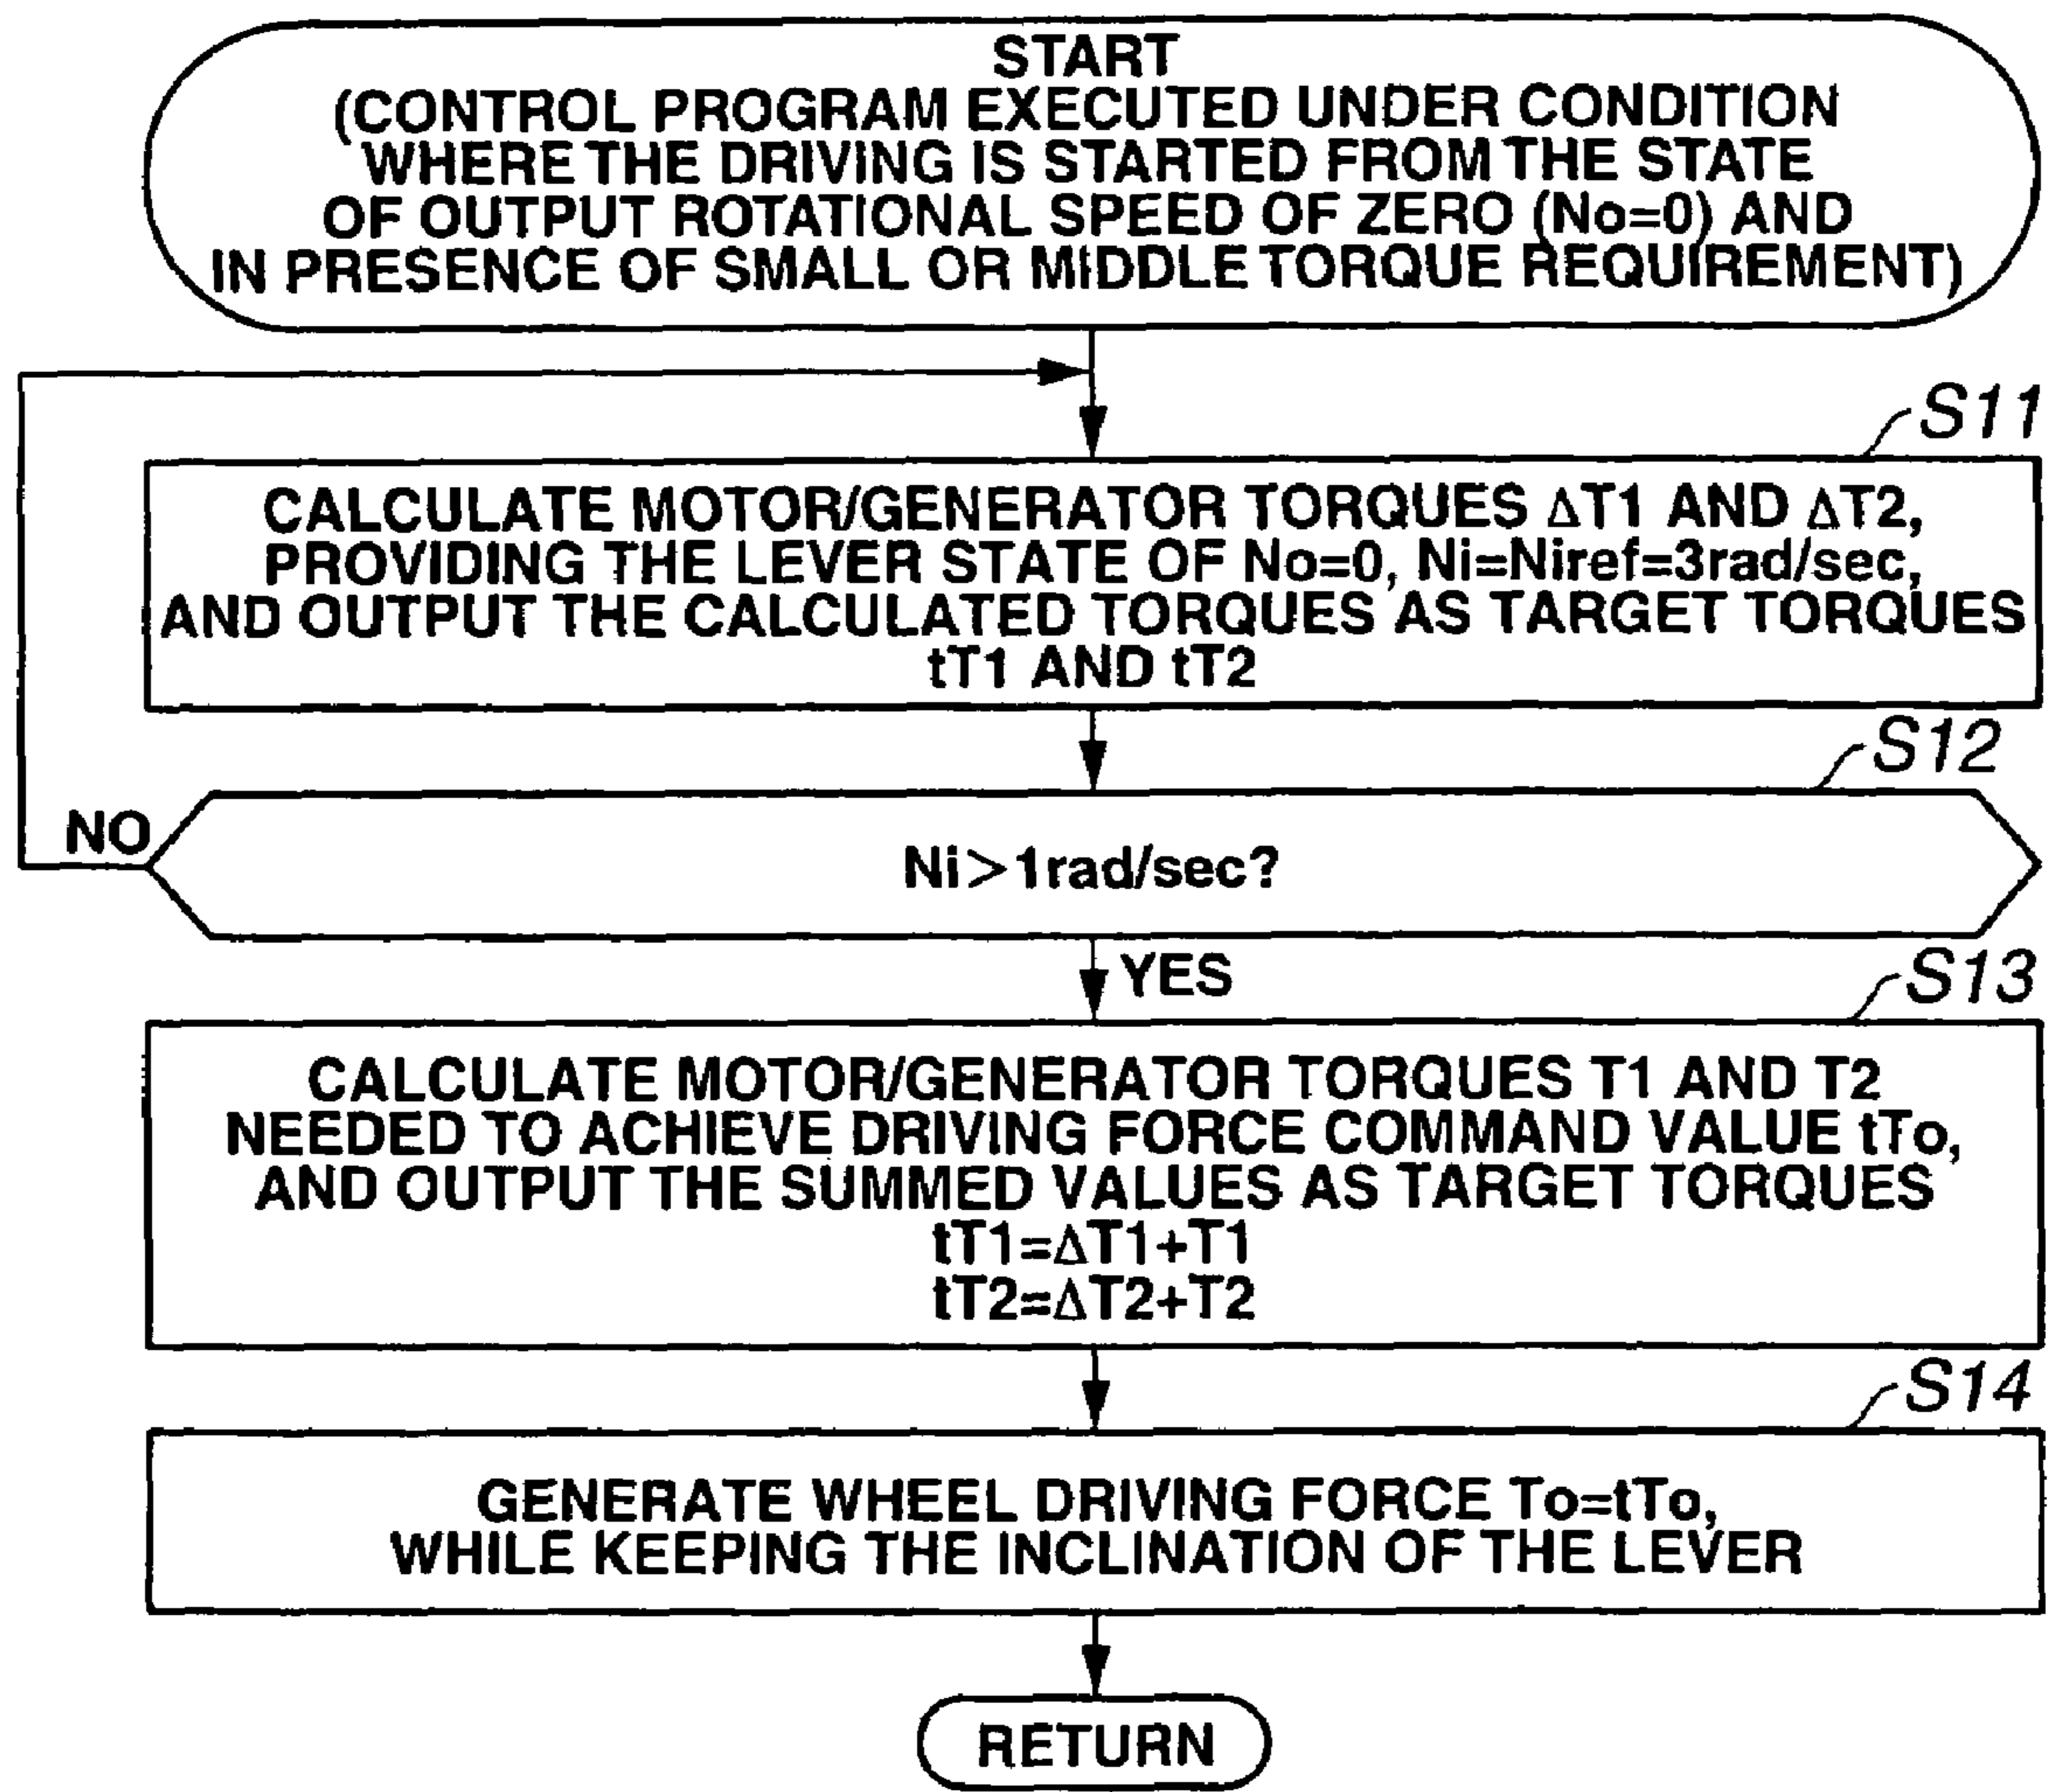 START
(CONTROL PROGRAM EXECUTED UNDER CONDITION
WHERE THE DRIVING IS STARTED FROM THE STATE
OF OUTPUT ROTATIONAL SPEED OF ZERO (No=0) AND
IN PRESENCE OF SMALL OR MIDDLE TORQUE REQUIREMENT)
S11
CALCULATE MOTOR/GENERATOR TORQUES ΔT1 AND ΔT2,
PROVIDING THE LEVER STATE OF No=0, Ni=Niref=3rad/sec,
AND OUTPUT THE CALCULATED TORQUES AS TARGET TORQUES
tT1 AND tT2
S12
NO
Ni>1rad/sec?
YES
S13
CALCULATE MOTOR/GENERATOR TORQUES T1 AND T2
NEEDED TO ACHIEVE DRIVING FORCE COMMAND VALUE tTo,
AND OUTPUT THE SUMMED VALUES AS TARGET TORQUES
tT1=ΔT1+T1
tT2=ΔT2+T2
S14
GENERATE WHEEL DRIVING FORCE To=tTo,
WHILE KEEPING THE INCLINATION OF THE LEVER
RETURN